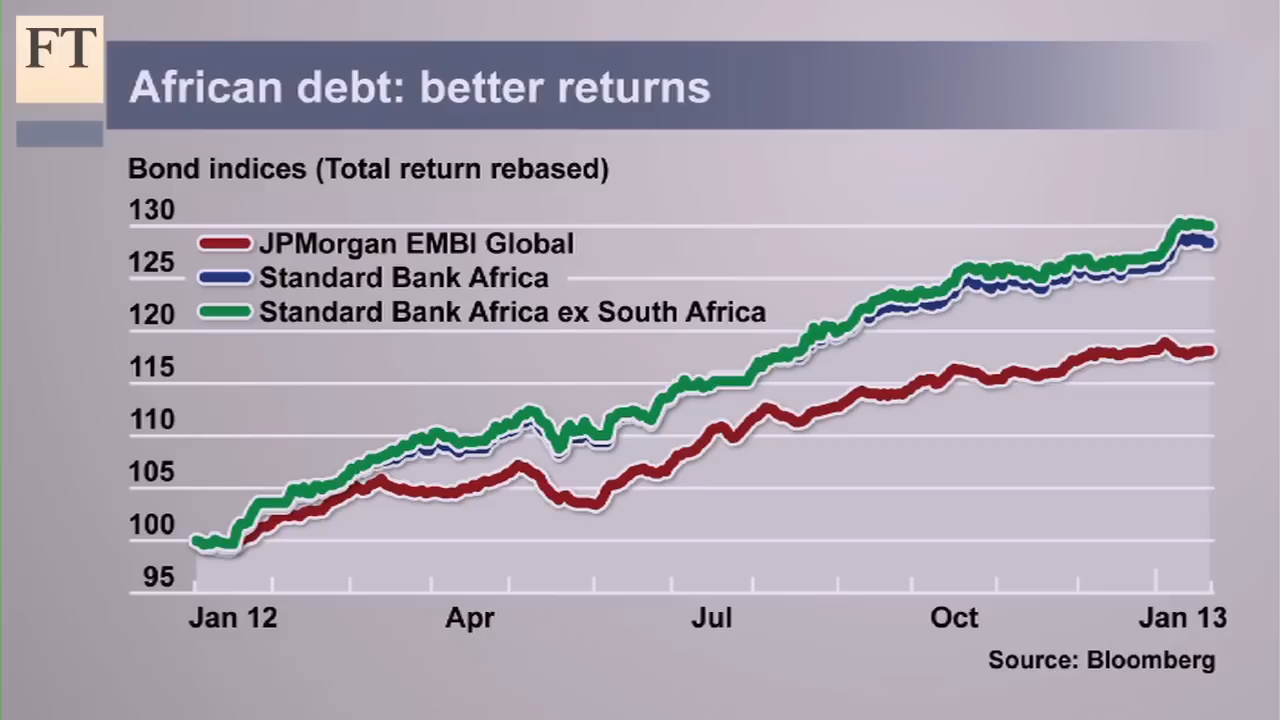 FT
African debt: better returns
Bond indices (Total return rebased)
130
JPMorgan EMBI Global
125
Standard Bank Africa
120
Standard Bank Africa ex South Africa
115
110
105
100
95
Jan 12 Apr Jul Oct Jan 13
Source: Bloomberg